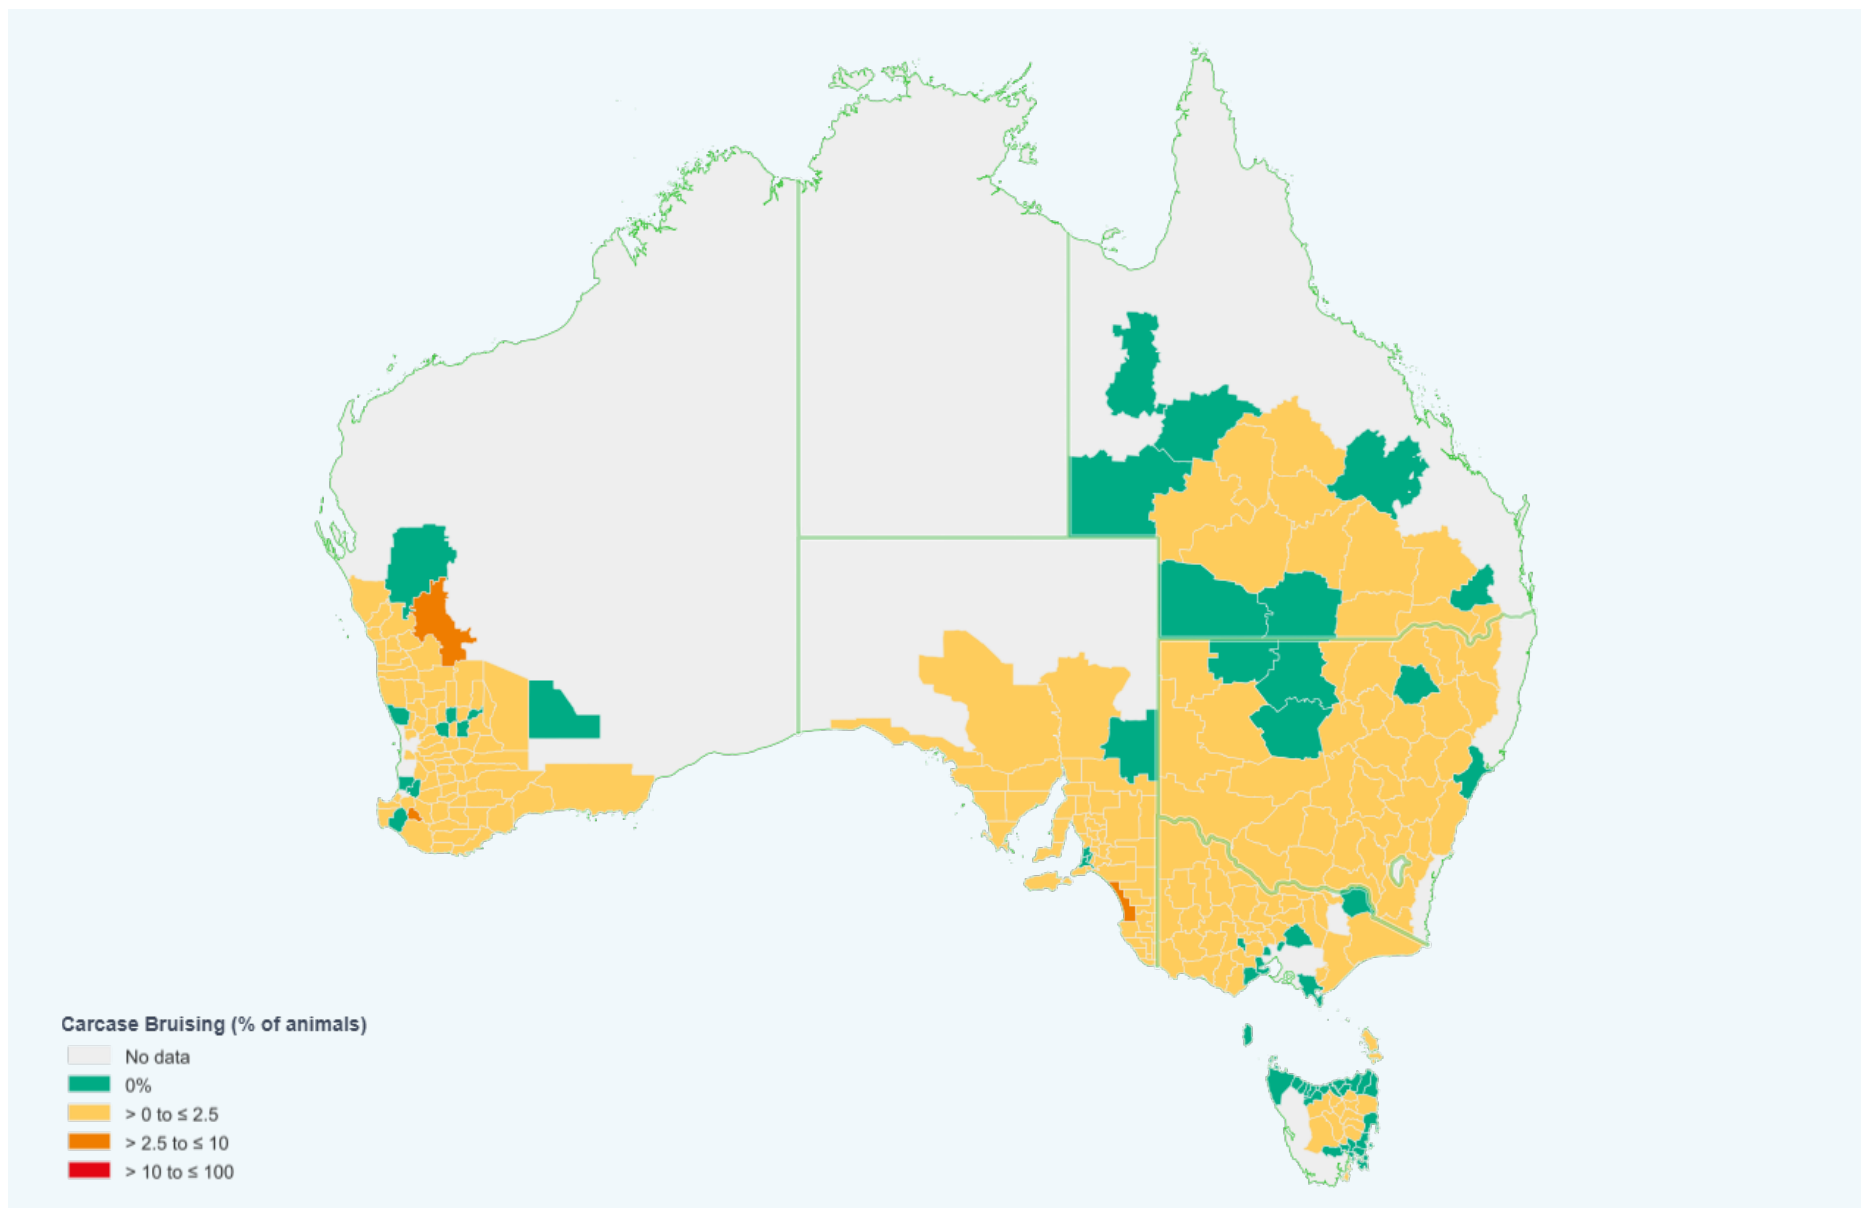 Carcase Bruising (% of animals)
No data
0%
> 0 to ≤ 2.5
> 2.5 to ≤ 10
> 10 to ≤ 100